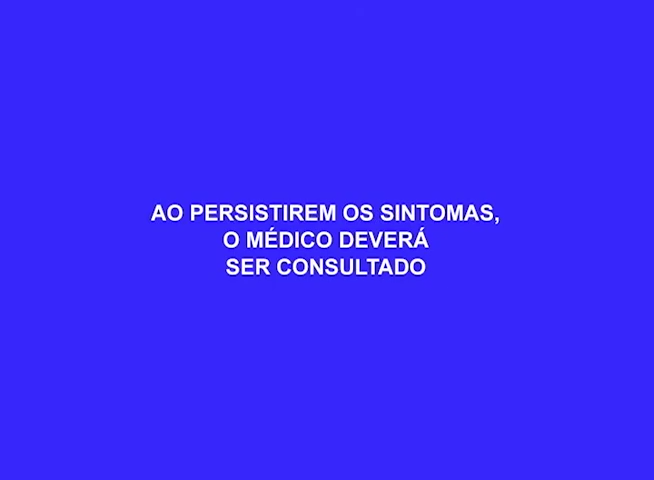 AO PERSISTIREM OS SINTOMAS,
O MÉDICO DEVERÁ
SER CONSULTADO